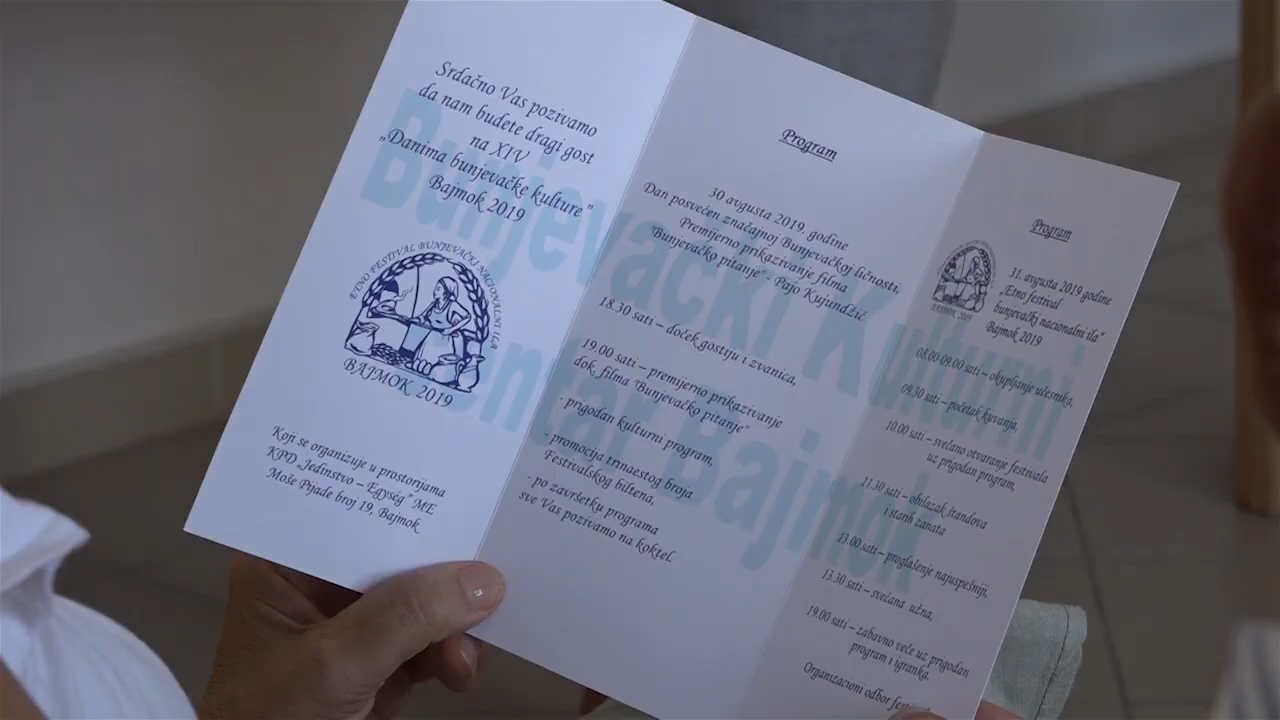 Srdačno Vas pozivamo
da nam budete dragi gost
na XIV
„Danima bunjevačke kulture”
Bajmok 2019
ETNO FESTIVAL BUNJEVAČKI NACIONALNI ILA
BAJMOK 2019
Koji se organizuje u prostorijama
KPD „Jedinstvo – Egység” ME
Moše Pijade broj 19, Bajmok
Program
30 avgusta 2019. godine
Dan posvećen značajnoj Bunjevačkoj ličnosti.
Premijerno prikazivanje filma
"Bunjevačko pitanje" - Pajo Kujundžić
18.30 sati – doček gostiju i zvanica,
19.00 sati – premijerno prikazivanje
dok. filma "Bunjevačko pitanje"
- prigodan kulturni program,
- promocija trinaestog broja
Festivalskog biltena,
- po završetku programa
sve Vas pozivamo na koktel.
Program
BAJMOK 2019
31. avgusta 2019 godine
„Etno festival
bunjevački nacionalni ila”
Bajmok 2019
08.00-09.00 sati – okupljanje učesnika,
09.30 sati – početak kuvanja,
10.00 sati – svečano otvaranje festivala
uz prigodan program,
11.30 sati – obilazak štandova
i starih zanata
13.00 sati – proglašenje najuspešniji,
13.30 sati – svečana užna,
19.00 sati – zabavno veče uz prigodan
program i igranka.
Organizacioni odbor
Bunjevački Kulturni
Centar Bajmok